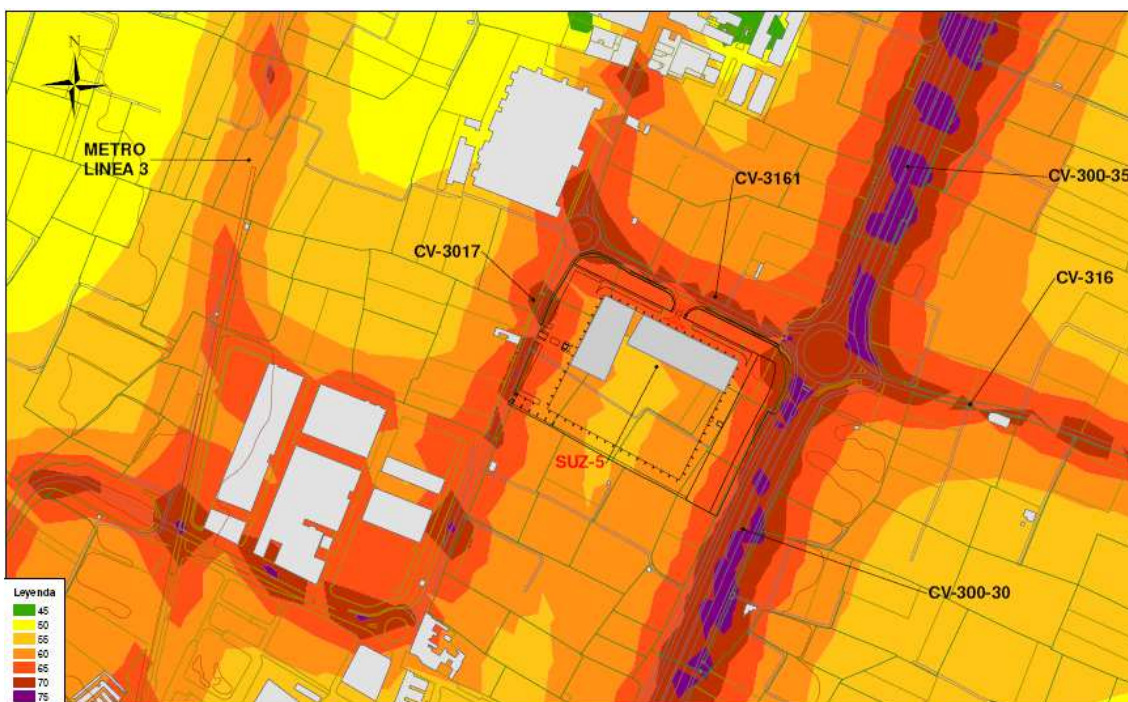 N
METRO
LINEA 3
CV-3161
CV-300-35
CV-3017
CV-316
SUZ-5
CV-300-30
Leyenda
45
50
55
60
65
70
75